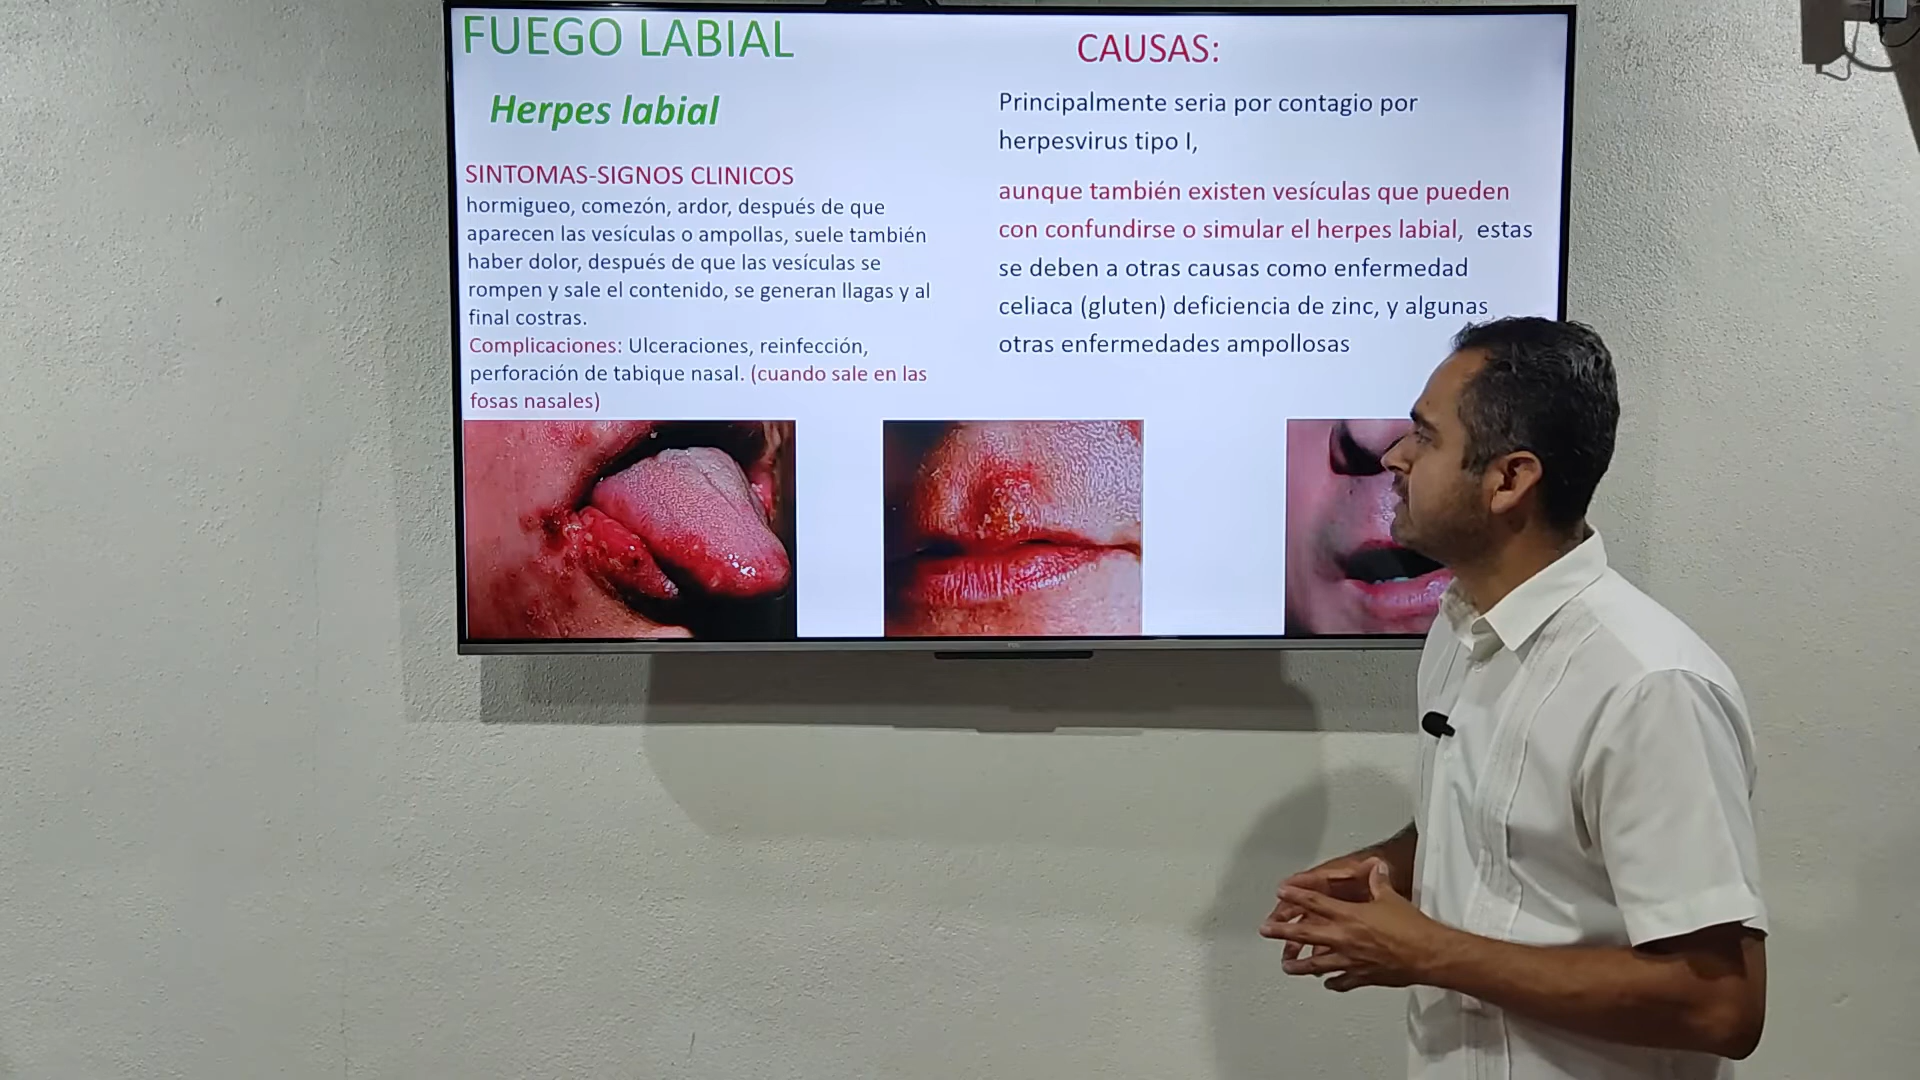 FUEGO LABIAL
Herpes labial
SINTOMAS-SIGNOS CLINICOS
hormigueo, comezón, ardor, después de que
aparecen las vesículas o ampollas, suele también
haber dolor, después de que las vesículas se
rompen y sale el contenido, se generan llagas y al
final costras.
Complicaciones: Ulceraciones, reinfección,
perforación de tabique nasal. (cuando sale en las
fosas nasales)
CAUSAS:
Principalmente seria por contagio por
herpesvirus tipo I,
aunque también existen vesículas que pueden
con confundirse o simular el herpes labial, estas
se deben a otras causas como enfermedad
celiaca (gluten) deficiencia de zinc, y algunas
otras enfermedades ampollosas